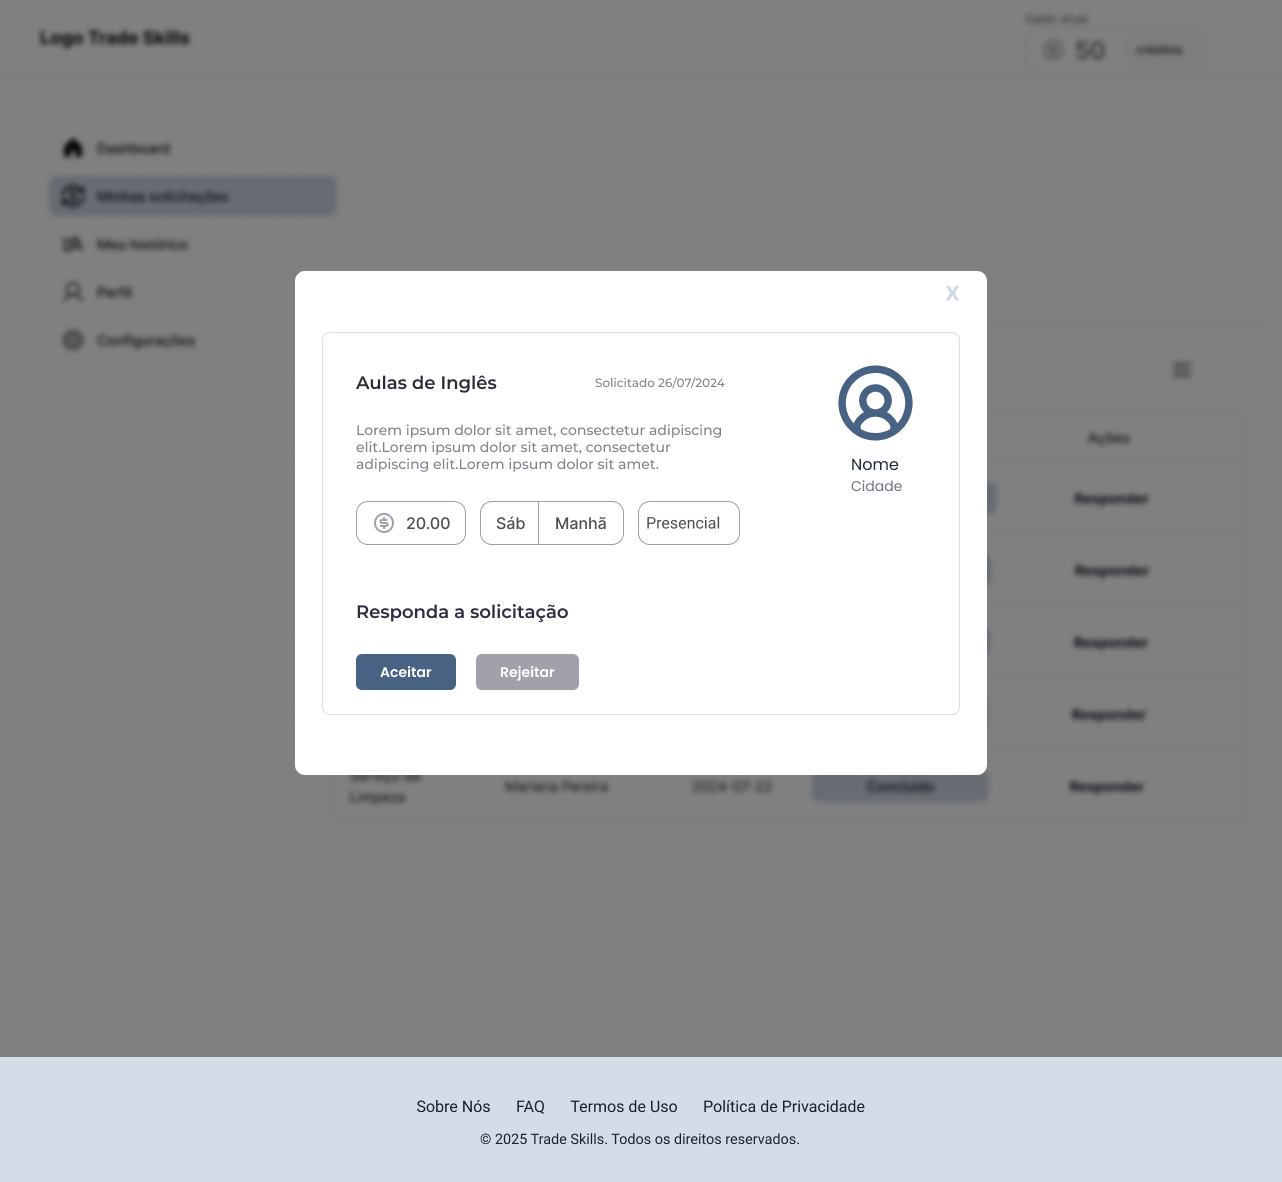 Logo Trade Skills
Saldo atual
50 créditos
Dashboard
Minhas solicitações
Meu histórico
Perfil
Configurações
X
Aulas de Inglês
Solicitado 26/07/2024
Lorem ipsum dolor sit amet, consectetur adipiscing
elit.Lorem ipsum dolor sit amet, consectetur
adipiscing elit.Lorem ipsum dolor sit amet.
Nome
Cidade
20.00
Sáb Manhã
Presencial
Responda a solicitação
Aceitar
Rejeitar
Ações
Responder
Responder
Responder
Responder
Serviço de
Limpeza
Mariana Pereira
2024-07-22
Concluído
Responder
Sobre Nós FAQ Termos de Uso Política de Privacidade
© 2025 Trade Skills. Todos os direitos reservados.